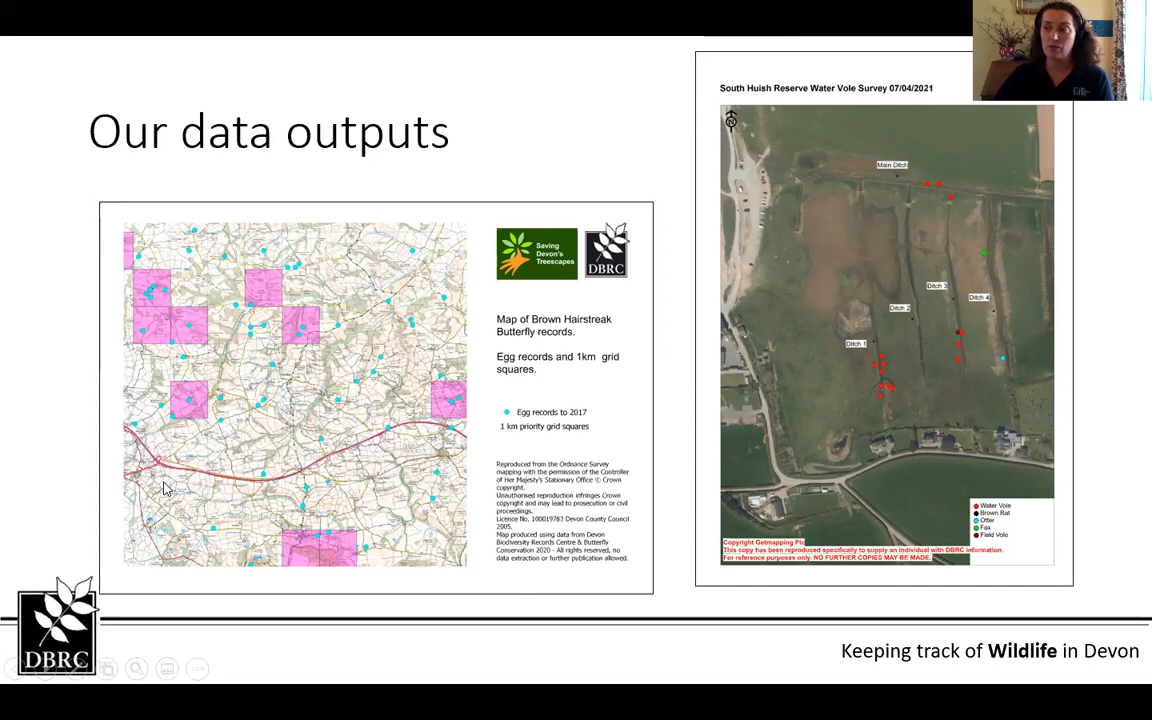 Our data outputs
Saving
Devon's
Treescapes
DBRC
Map of Brown Hairstreak
Butterfly records.
Egg records and 1km grid
squares.
Egg records to 2017
1 km priority grid squares
Reproduced from the Ordnance Survey
mapping with the permission of the Controller
of Her Majesty's Stationary Office © Crown
copyright.
Unauthorised reproduction infringes Crown
copyright and may lead to prosecution or civil
proceedings.
Licence No. 100019783 Devon County Council
2005.
Map produced using data from Devon
Biodiversity Records Centre & Butterfly
Conservation 2020 - All rights reserved, no
data extraction or further publication allowed.
South Huish Reserve Water Vole Survey 07/04/2021
N
Main Ditch
Ditch 3
Ditch 4
Ditch 2
Ditch 1
Water Vole
Brown Rat
Otter
Fox
Field Vole
Copyright Getmapping Plc
This copy has been reproduced specifically to supply an individual with DBRC information.
For reference purposes only. NO FURTHER COPIES MAY BE MADE.
DBRC
Keeping track of Wildlife in Devon